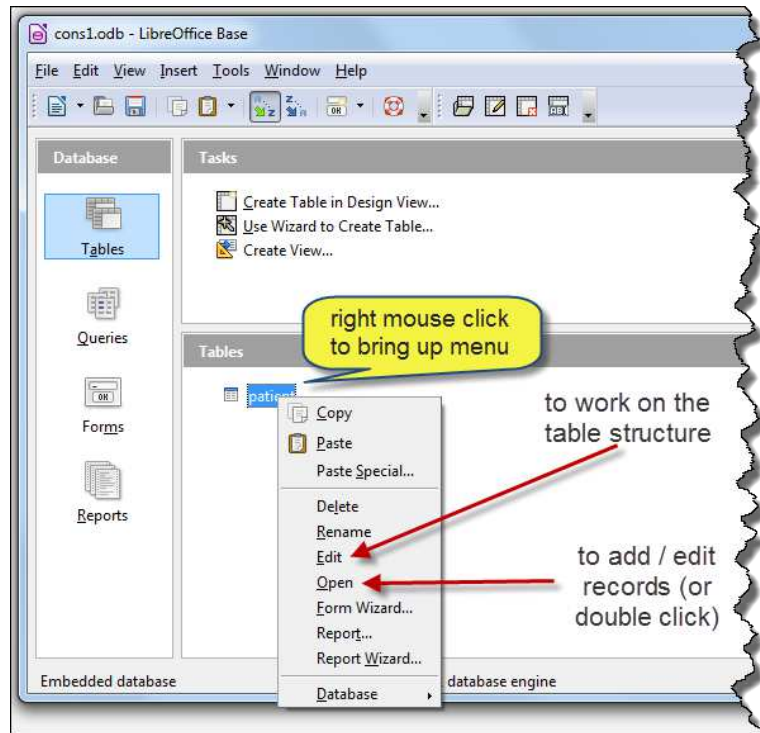 cons1.odb - LibreOffice Base
File Edit View Insert Tools Window Help
Database
Tasks
Tables
Queries
Forms
Reports
Create Table in Design View...
Use Wizard to Create Table...
Create View...
right mouse click
to bring up menu
Tables
patient
Copy
Paste
Paste Special...
Delete
Rename
Edit
Open
Form Wizard...
Report...
Report Wizard...
Database
to work on the
table structure
to add / edit
records (or
double click)
Embedded database
database engine